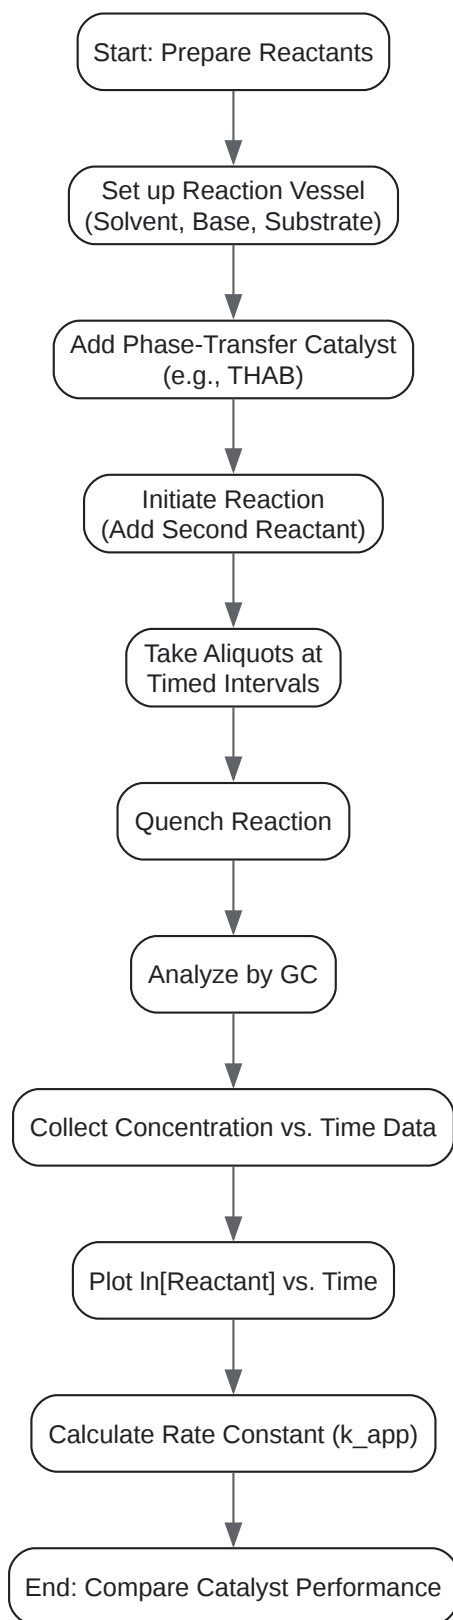 Start: Prepare Reactants
Set up Reaction Vessel
(Solvent, Base, Substrate)
Add Phase-Transfer Catalyst
(e.g., THAB)
Initiate Reaction
(Add Second Reactant)
Take Aliquots at
Timed Intervals
Quench Reaction
Analyze by GC
Collect Concentration vs. Time Data
Plot ln[Reactant] vs. Time
Calculate Rate Constant (k_app)
End: Compare Catalyst Performance